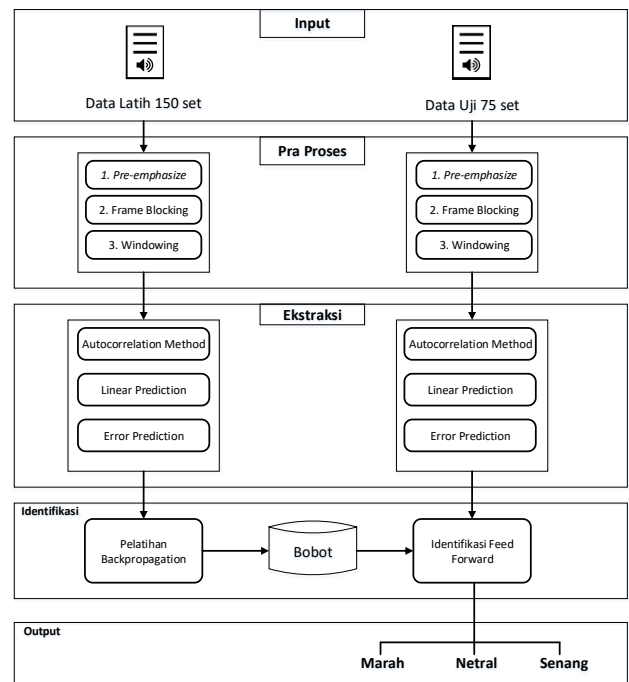 Input
Data Latih 150 set
Data Uji 75 set
Pra Proses
1. Pre-emphasize
2. Frame Blocking
3. Windowing
1. Pre-emphasize
2. Frame Blocking
3. Windowing
Ekstraksi
Autocorrelation Method
Linear Prediction
Error Prediction
Autocorrelation Method
Linear Prediction
Error Prediction
Identifikasi
Pelatihan
Backpropagation
Bobot
Identifikasi Feed
Forward
Output
Marah
Netral
Senang